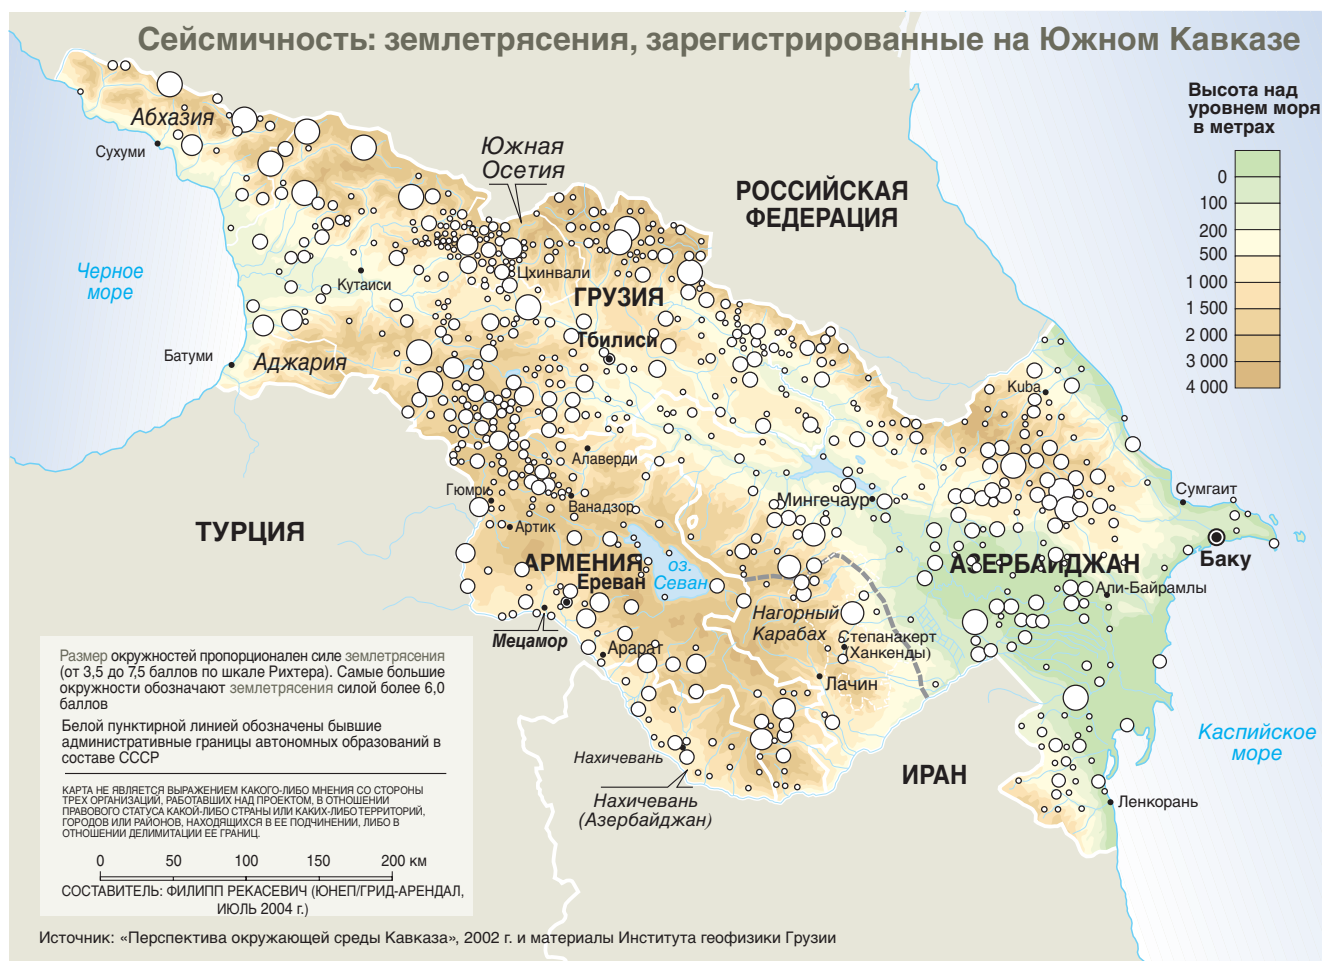 Сейсмичность: землетрясения, зарегистрированные на Южном Кавказе
Высота над
уровнем моря
в метрах
0
100
200
500
1 000
1 500
2 000
3 000
4 000
Абхазия
Сухуми
Южная
Осетия
РОССИЙСКАЯ
ФЕДЕРАЦИЯ
Черное
море
Кутаиси
Цхинвали
ГРУЗИЯ
Тбилиси
Батуми
Аджария
Kuba
Алаверди
Гюмри
Ванадзор
Артик
Мингечаур
Сумгаит
Баку
ТУРЦИЯ
АРМЕНИЯ
Ереван
оз.
Севан
АЗЕРБАЙДЖАН
Али-Байрамлы
Мецамор
Нагорный
Карабах
Степанакерт
(Ханкенды)
Арарат
Лачин
Каспийское
море
Нахичевань
Нахичевань
(Азербайджан)
ИРАН
Ленкорань
Размер окружностей пропорционален силе землетрясения
(от 3,5 до 7,5 баллов по шкале Рихтера). Самые большие
окружности обозначают землетрясения силой более 6,0
баллов
Белой пунктирной линией обозначены бывшие
административные границы автономных образований в
составе СССР
КАРТА НЕ ЯВЛЯЕТСЯ ВЫРАЖЕНИЕМ КАКОГО-ЛИБО МНЕНИЯ СО СТОРОНЫ
ТРЕХ ОРГАНИЗАЦИЙ, РАБОТАВШИХ НАД ПРОЕКТОМ, В ОТНОШЕНИИ
ПРАВОВОГО СТАТУСА КАКОЙ-ЛИБО СТРАНЫ ИЛИ КАКИХ-ЛИБО ТЕРРИТОРИЙ,
ГОРОДОВ ИЛИ РАЙОНОВ, НАХОДЯЩИХСЯ В ЕЕ ПОДЧИНЕНИИ, ЛИБО В
ОТНОШЕНИИ ДЕЛИМИТАЦИИ ЕЕ ГРАНИЦ.
0 50 100 150 200 км
СОСТАВИТЕЛЬ: ФИЛИПП РЕКАСЕВИЧ (ЮНЕП/ГРИД-АРЕНДАЛ,
ИЮЛЬ 2004 г.)
Источник: «Перспектива окружающей среды Кавказа», 2002 г. и материалы Института геофизики Грузии